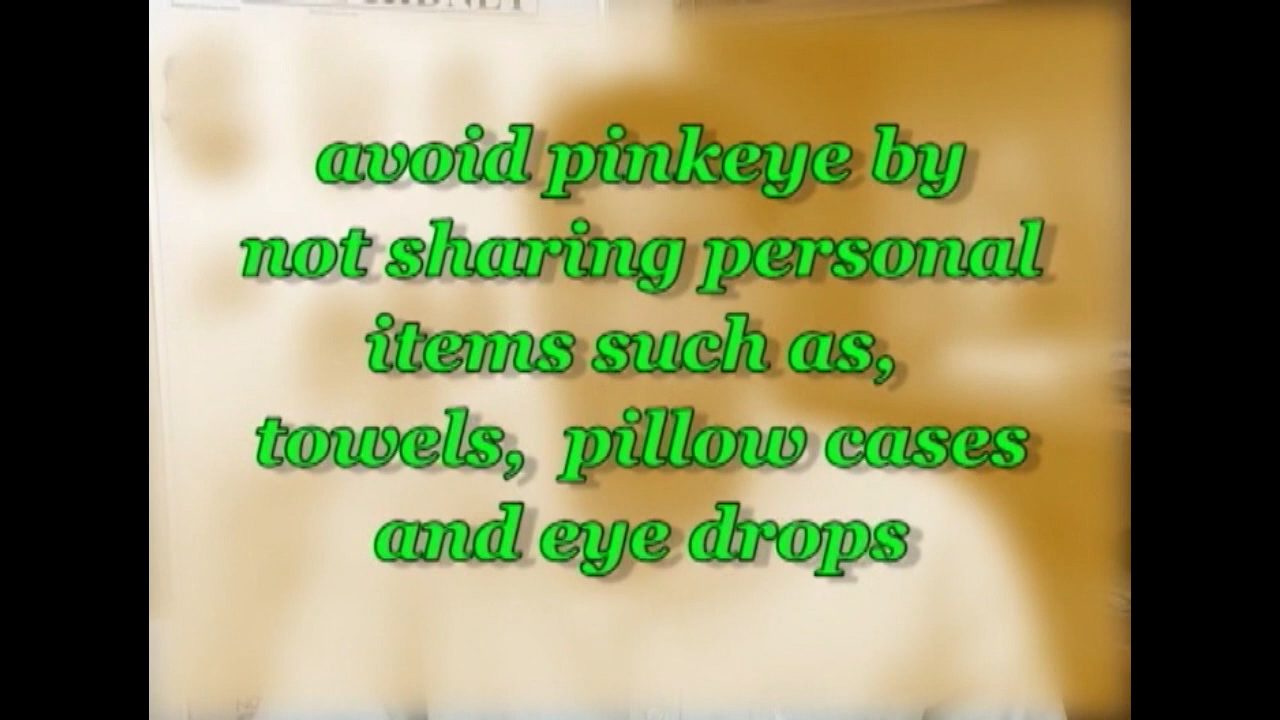 avoid pinkeye by
not sharing personal
items such as,
towels, pillow cases
and eye drops